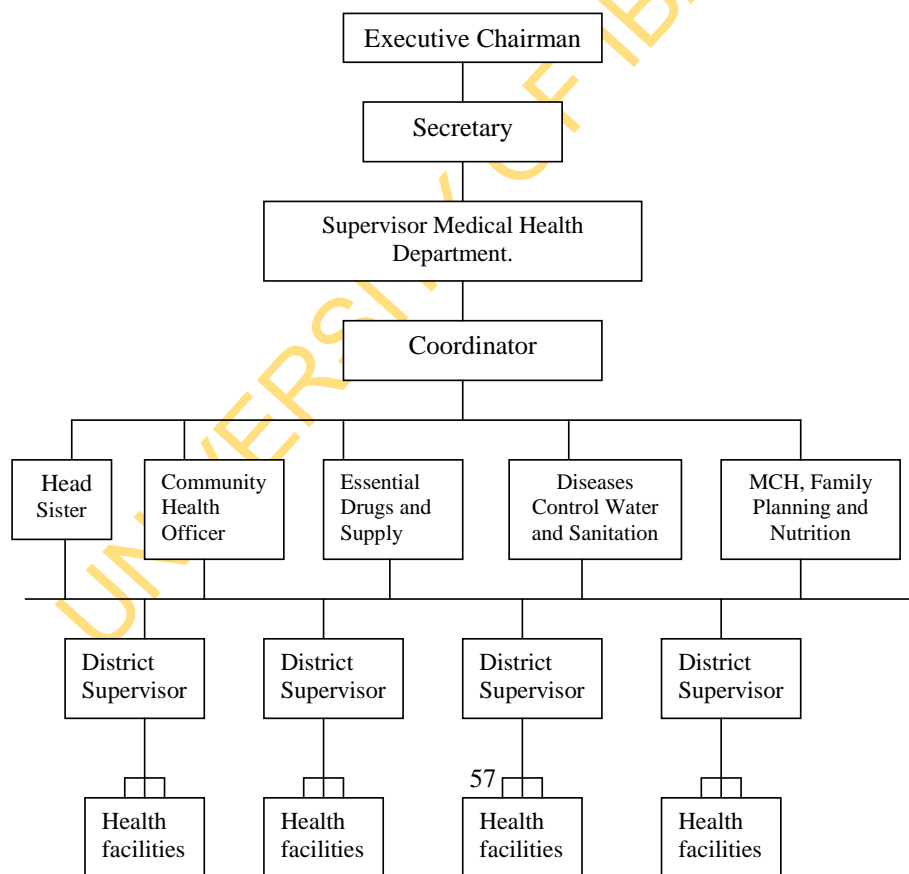 Executive Chairman
Secretary
Supervisor Medical Health
Department.
Coordinator
Head
Sister
Community
Health
Officer
Essential
Drugs and
Supply
Diseases
Control Water
and Sanitation
MCH, Family
Planning and
Nutrition
District
Supervisor
District
Supervisor
District
Supervisor
District
Supervisor
57
Health
facilities
Health
facilities
Health
facilities
Health
facilities
UNIVERSITY OF